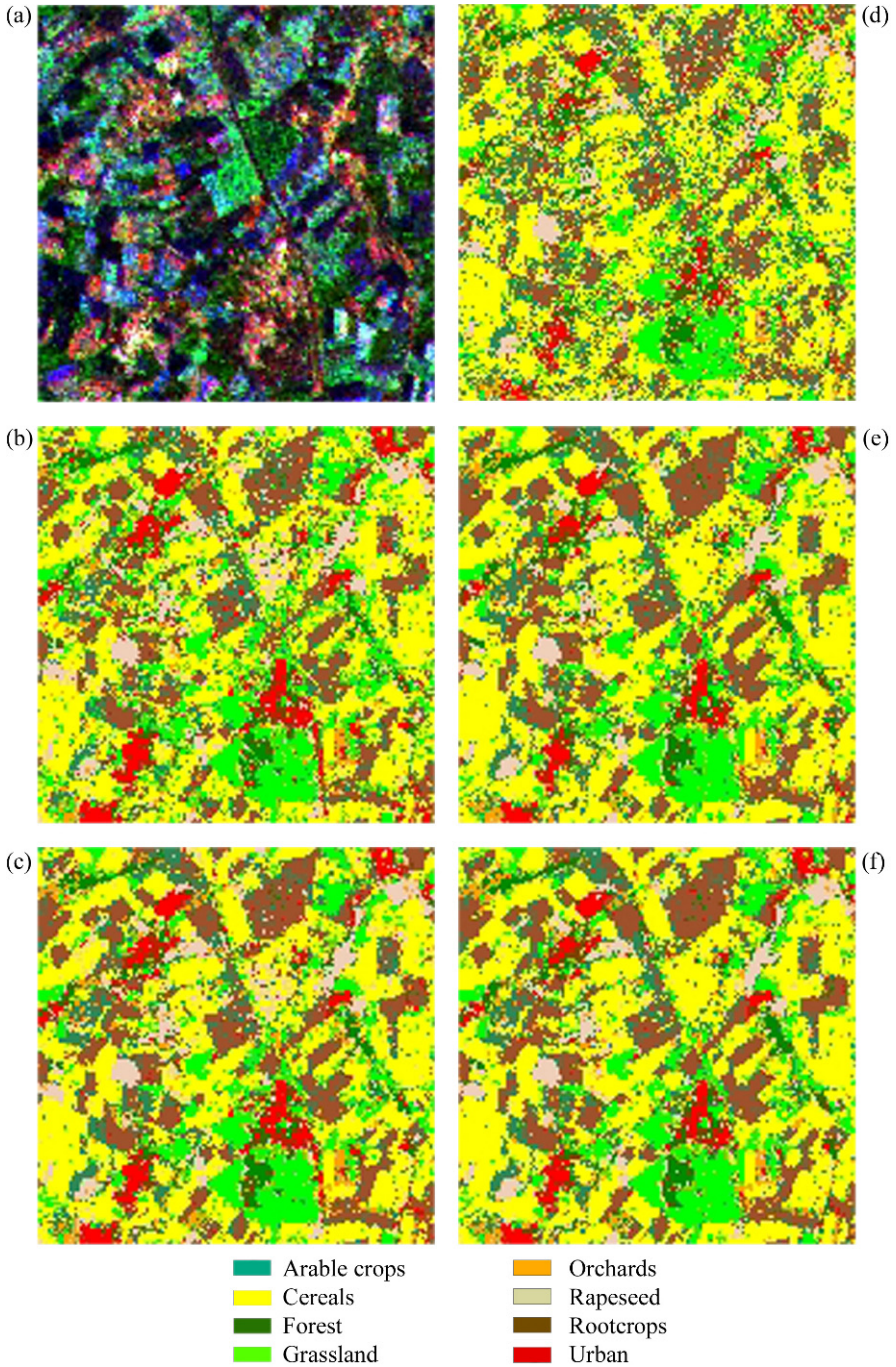 (a)
(d)
(b)
(e)
(c)
(f)
Arable crops
Cereals
Forest
Grassland
Orchards
Rapeseed
Rootcrops
Urban